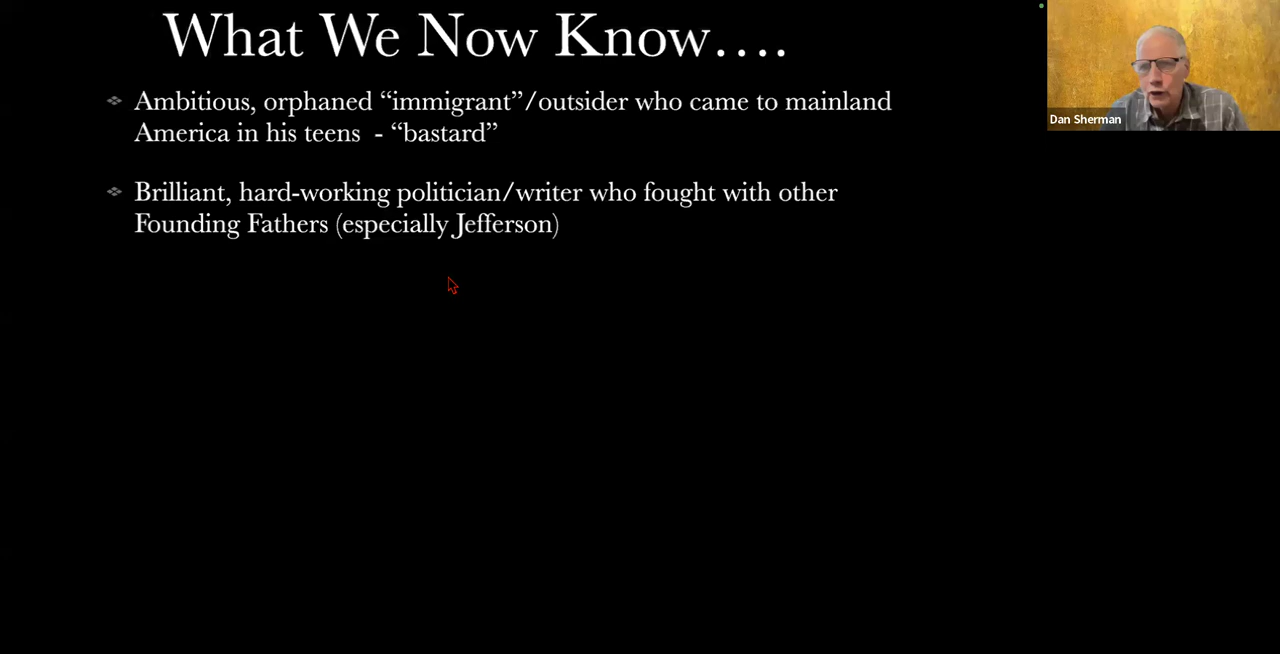 What We Now Know….
Ambitious, orphaned “immigrant”/outsider who came to mainland
America in his teens - “bastard”
Brilliant, hard-working politician/writer who fought with other
Founding Fathers (especially Jefferson)
Dan Sherman